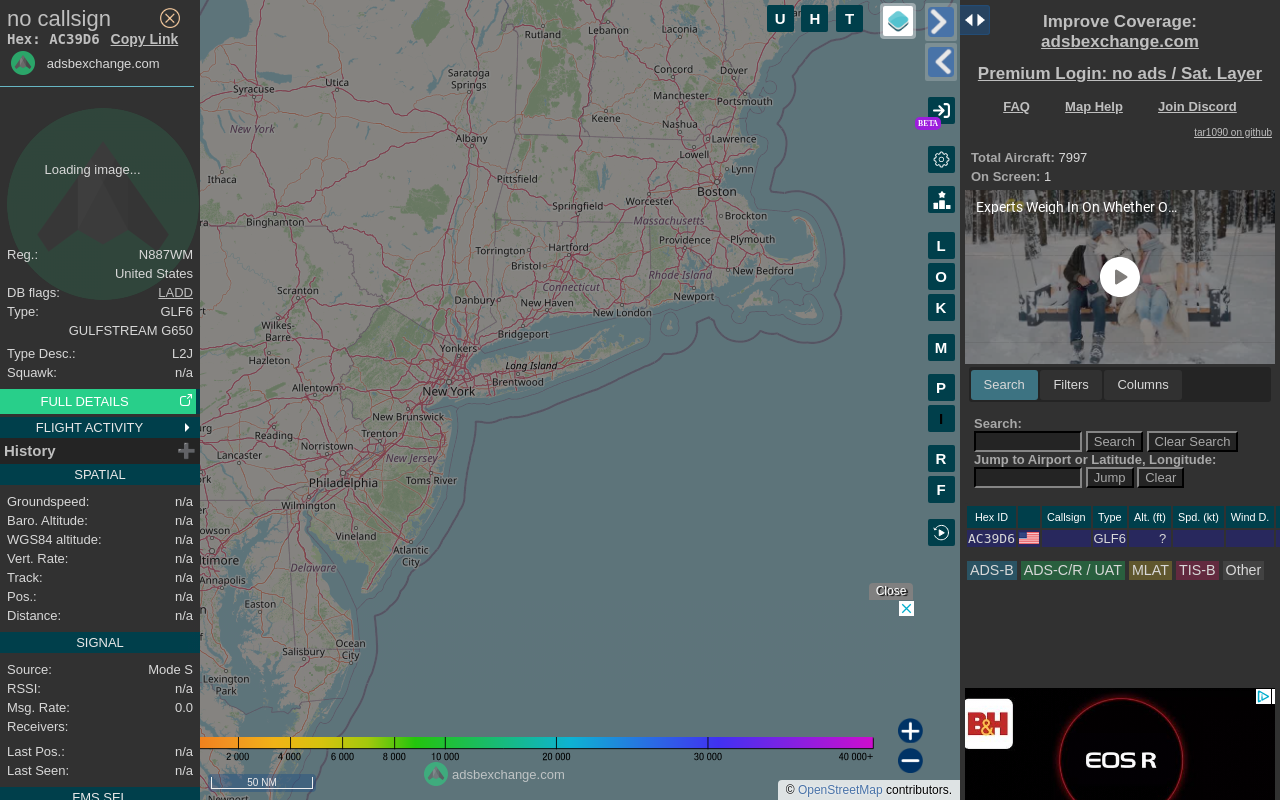 no callsign
Hex: AC39D6 Copy Link
adsbexchange.com
Loading image...
Reg.: N887WM
United States
DB flags: LADD
Type: GLF6
GULFSTREAM G650
Type Desc.: L2J
Squawk: n/a
FULL DETAILS
FLIGHT ACTIVITY
History
SPATIAL
Groundspeed: n/a
Baro. Altitude: n/a
WGS84 altitude: n/a
Vert. Rate: n/a
Track: n/a
Pos.: n/a
Distance: n/a
SIGNAL
Source: Mode S
RSSI: n/a
Msg. Rate: 0.0
Receivers:
Last Pos.: n/a
Last Seen: n/a
FMS SEL
U H T
Rutland
Lebanon
Laconia
Concord
Dover
Saratoga Springs
Utica
Syracuse
Manchester
Portsmouth
Keene
Nashua
New York
Albany
Lawrence
Lowell
Lynn
Ithaca
Pittsfield
Boston
Springfield
Worcester
Massachusetts
Brockton
Binghamton
Providence
Plymouth
Torrington
Hartford
Bristol
New Bedford
Rhode Island
Connecticut
Newport
Scranton
Danbury
New Haven
New London
Wilkes-Barre
Bridgeport
Yonkers
Hazleton
Long Island
Brentwood
Allentown
New York
New Brunswick
Reading
Trenton
Norristown
Lancaster
New Jersey
Philadelphia
Toms River
Wilmington
Vineland
Atlantic City
Delaware
Annapolis
Easton
Ocean City
Salisbury
Lexington Park
BETA
L
O
K
M
P
I
R
F
Close
2 000 4 000 6 000 8 000 10 000 20 000 30 000 40 000+
adsbexchange.com
50 NM
© OpenStreetMap contributors.
Improve Coverage:
adsbexchange.com
Premium Login: no ads / Sat. Layer
FAQ Map Help Join Discord
tar1090 on github
Total Aircraft: 7997
On Screen: 1
Experts Weigh In On Whether O...
Search Filters Columns
Search:
Search Clear Search
Jump to Airport or Latitude, Longitude:
Jump Clear
Hex ID Callsign Type Alt. (ft) Spd. (kt) Wind D.
AC39D6 GLF6 ?
ADS-B ADS-C/R / UAT MLAT TIS-B Other
B&H
EOS R